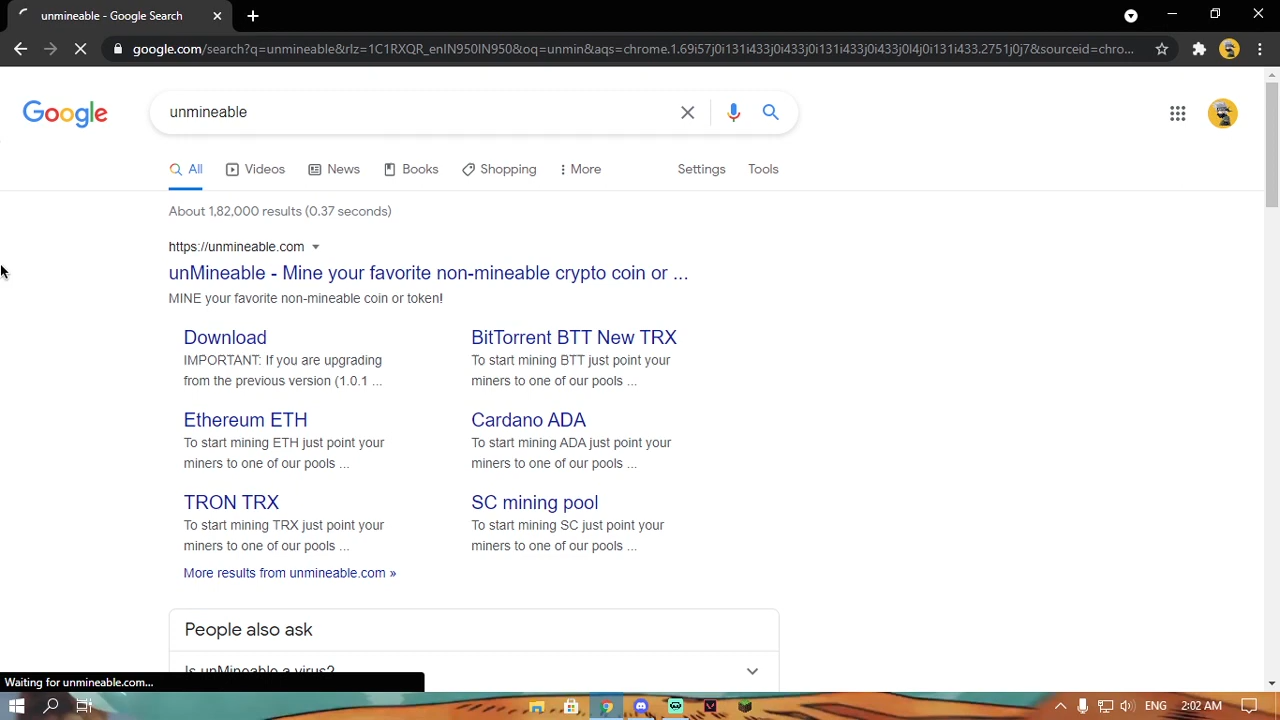 unmineable - Google Search
google.com/search?q=unmineable&rlz=1C1RXQR_enIN950IN950&oq=unmin&aqs=chrome.1.69i57j0i131i433j0i433j0i131i433j0i433l4j0i131i433.2751j0j7&sourceid=chro...
Google
unmineable
All Videos News Books Shopping More Settings Tools
About 1,82,000 results (0.37 seconds)
https://unmineable.com
unMineable - Mine your favorite non-mineable crypto coin or ...
MINE your favorite non-mineable coin or token!
Download
IMPORTANT: If you are upgrading
from the previous version (1.0.1 ...
BitTorrent BTT New TRX
To start mining BTT just point your
miners to one of our pools ...
Ethereum ETH
To start mining ETH just point your
miners to one of our pools ...
Cardano ADA
To start mining ADA just point your
miners to one of our pools ...
TRON TRX
To start mining TRX just point your
miners to one of our pools ...
SC mining pool
To start mining SC just point your
miners to one of our pools ...
More results from unmineable.com »
People also ask
Is unMineable a virus?
Waiting for unmineable.com...
ENG 2:02 AM